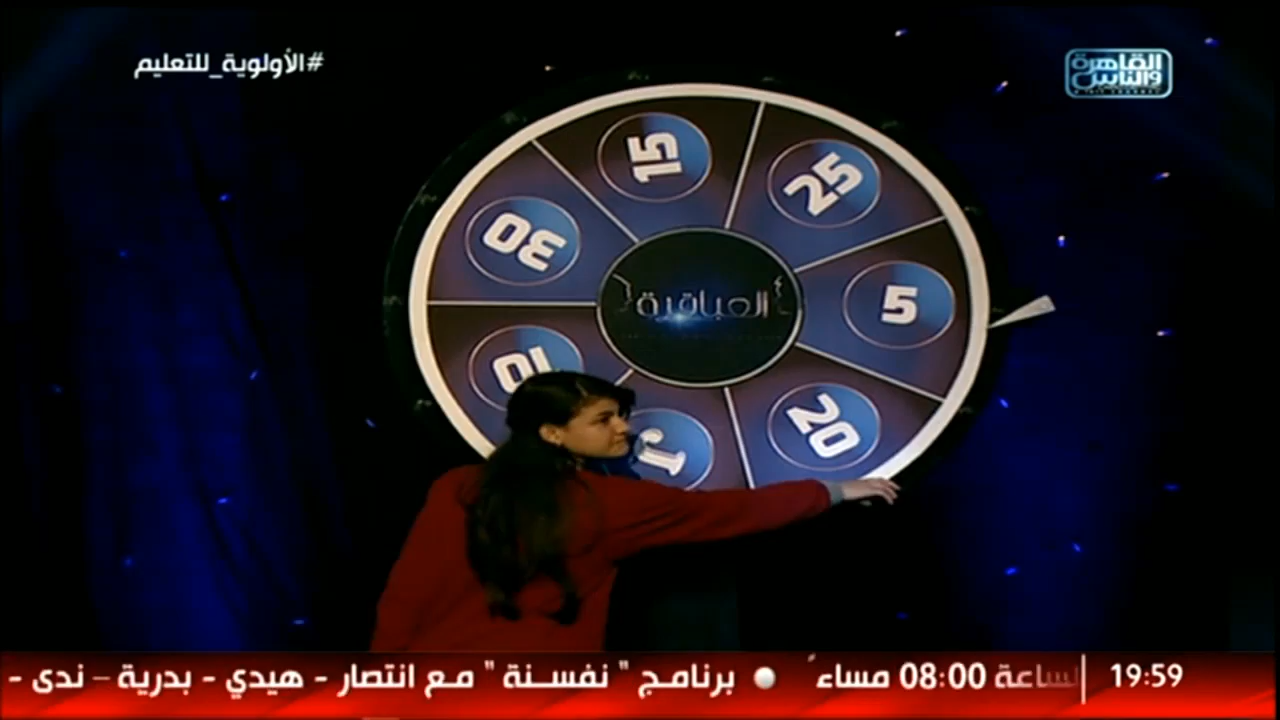 #الأولوية_للتعليم
القاهرة
والناس
15
25
30
5
العباقرة
10
20
J
19:59
لساعة 08:00 مساءً ● برنامج " نفسنة " مع انتصار - هيدي - بدرية - ندى -